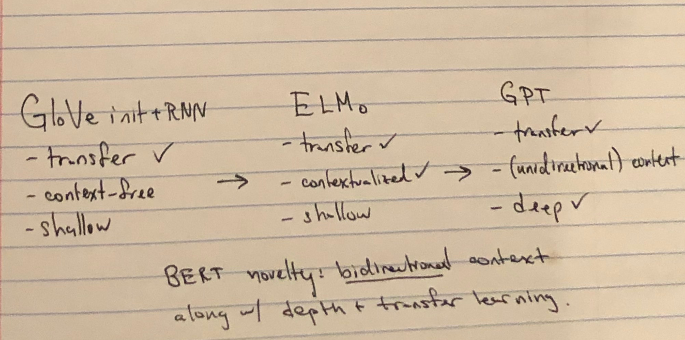 GloVe init+RNN
- transfer ✓
- context-free
- shallow
→
ELMo
- transfer ✓
- contextualized ✓
- shallow
→
GPT
- transfer ✓
- (unidirectional) context
- deep ✓
BERT novelty: bidirectional context
along w/ depth + transfer learning.